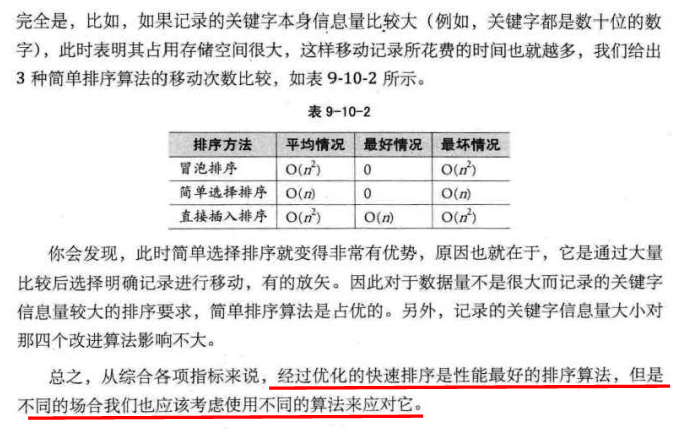 完全是，比如，如果记录的关键字本身信息量比较大（例如，关键字都是数十位的数
字），此时表明其占用存储空间很大，这样移动记录所花费的时间也就越多，我们给出
3 种简单排序算法的移动次数比较，如表 9-10-2 所示。
表 9-10-2
排序方法 平均情况 最好情况 最坏情况
冒泡排序 O(n²) 0 O(n²)
简单选择排序 O(n) 0 O(n)
直接插入排序 O(n²) O(n) O(n²)
你会发现，此时简单选择排序就变得非常有优势，原因也就在于，它是通过大量
比较后选择明确记录进行移动，有的放矢。因此对于数据量不是很大而记录的关键字
信息量较大的排序要求，简单排序算法是占优的。另外，记录的关键字信息量大小对
那四个改进算法影响不大。
总之，从综合各项指标来说，经过优化的快速排序是性能最好的排序算法，但是
不同的场合我们也应该考虑使用不同的算法来应对它。